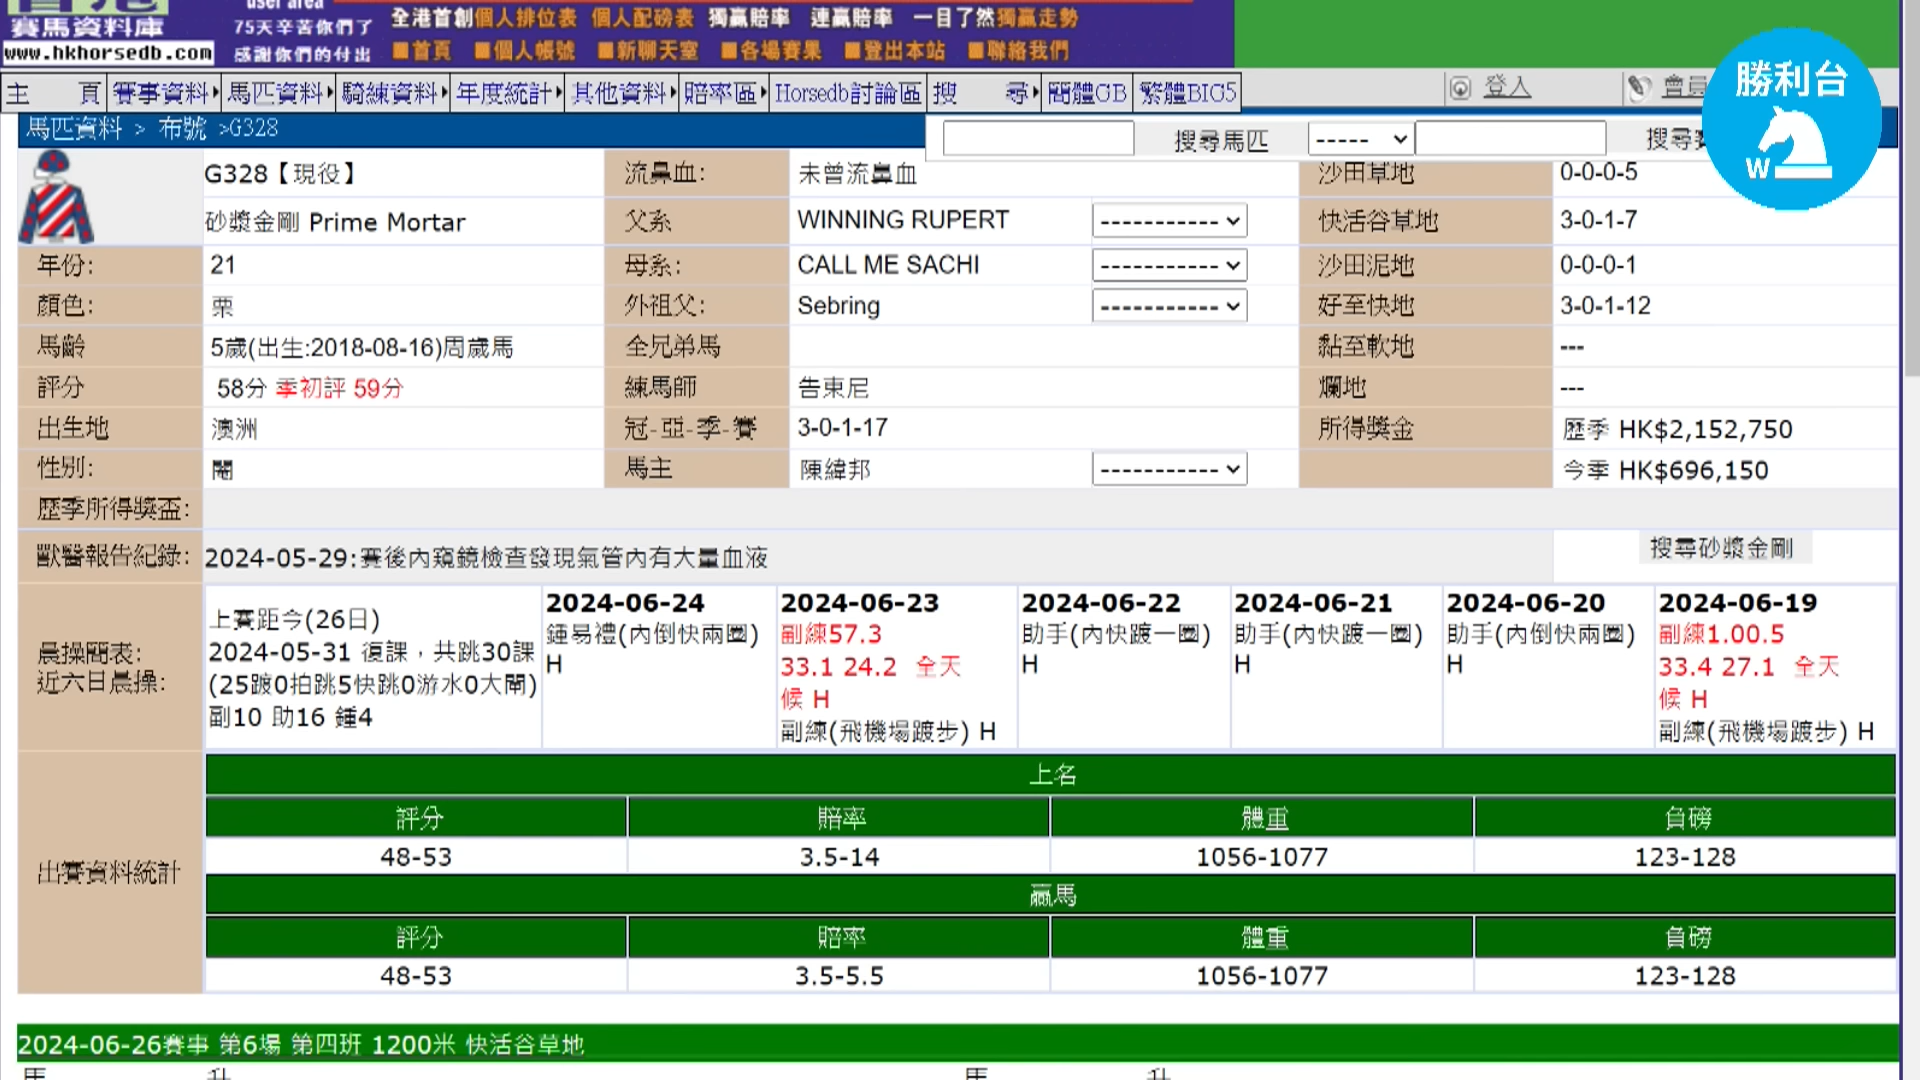 賽馬資料庫
www.hkhorsedb.com
user area
75天辛苦你們了
感謝你們的付出
全港首創個人排位表 個人配磅表 獨贏賠率 連贏賠率 一目了然獨贏走勢
■首頁 ■個人帳號 ■新聊天室 ■各場賽果 ■登出本站 ■聯絡我們
主 頁 賽事資料 馬匹資料 騎練資料 年度統計 其他資料 賠率區 Horsedb討論區 搜 尋 簡體GB 繁體BIG5 登入 會員
勝利台
W
馬匹資料 > 布號 >G328 搜尋馬匹 ----- 搜尋
G328【現役】 流鼻血: 未曾流鼻血 沙田草地 0-0-0-5
砂漿金剛 Prime Mortar 父系 WINNING RUPERT ----------- 快活谷草地 3-0-1-7
年份: 21 母系: CALL ME SACHI ----------- 沙田泥地 0-0-0-1
顏色: 栗 外祖父: Sebring ----------- 好至快地 3-0-1-12
馬齡 5歲(出生:2018-08-16)周歲馬 全兄弟馬 黏至軟地 ---
評分 58分 季初評 59分 練馬師 告東尼 爛地 ---
出生地 澳洲 冠-亞-季-賽 3-0-1-17 所得獎金 歷季 HK$2,152,750
性別: 閹 馬主 陳緯邦 ----------- 今季 HK$696,150
歷季所得獎盃:
獸醫報告紀錄: 2024-05-29:賽後內窺鏡檢查發現氣管內有大量血液 搜尋砂漿金剛
晨操簡表:
近六日晨操:
上賽距今(26日)
2024-05-31 復課，共跳30課
(25踱0拍跳5快跳0游水0大閘)
副10 助16 鍾4
2024-06-24
鍾易禮(內倒快兩圈)
H
2024-06-23
副練57.3
33.1 24.2 全天
候 H
副練(飛機場踱步) H
2024-06-22
助手(內快踱一圈)
H
2024-06-21
助手(內快踱一圈)
H
2024-06-20
助手(內倒快兩圈)
H
2024-06-19
副練1.00.5
33.4 27.1 全天
候 H
副練(飛機場踱步) H
出賽資料統計
上名
評分 賠率 體重 負磅
48-53 3.5-14 1056-1077 123-128
贏馬
評分 賠率 體重 負磅
48-53 3.5-5.5 1056-1077 123-128
2024-06-26賽事 第6場 第四班 1200米 快活谷草地